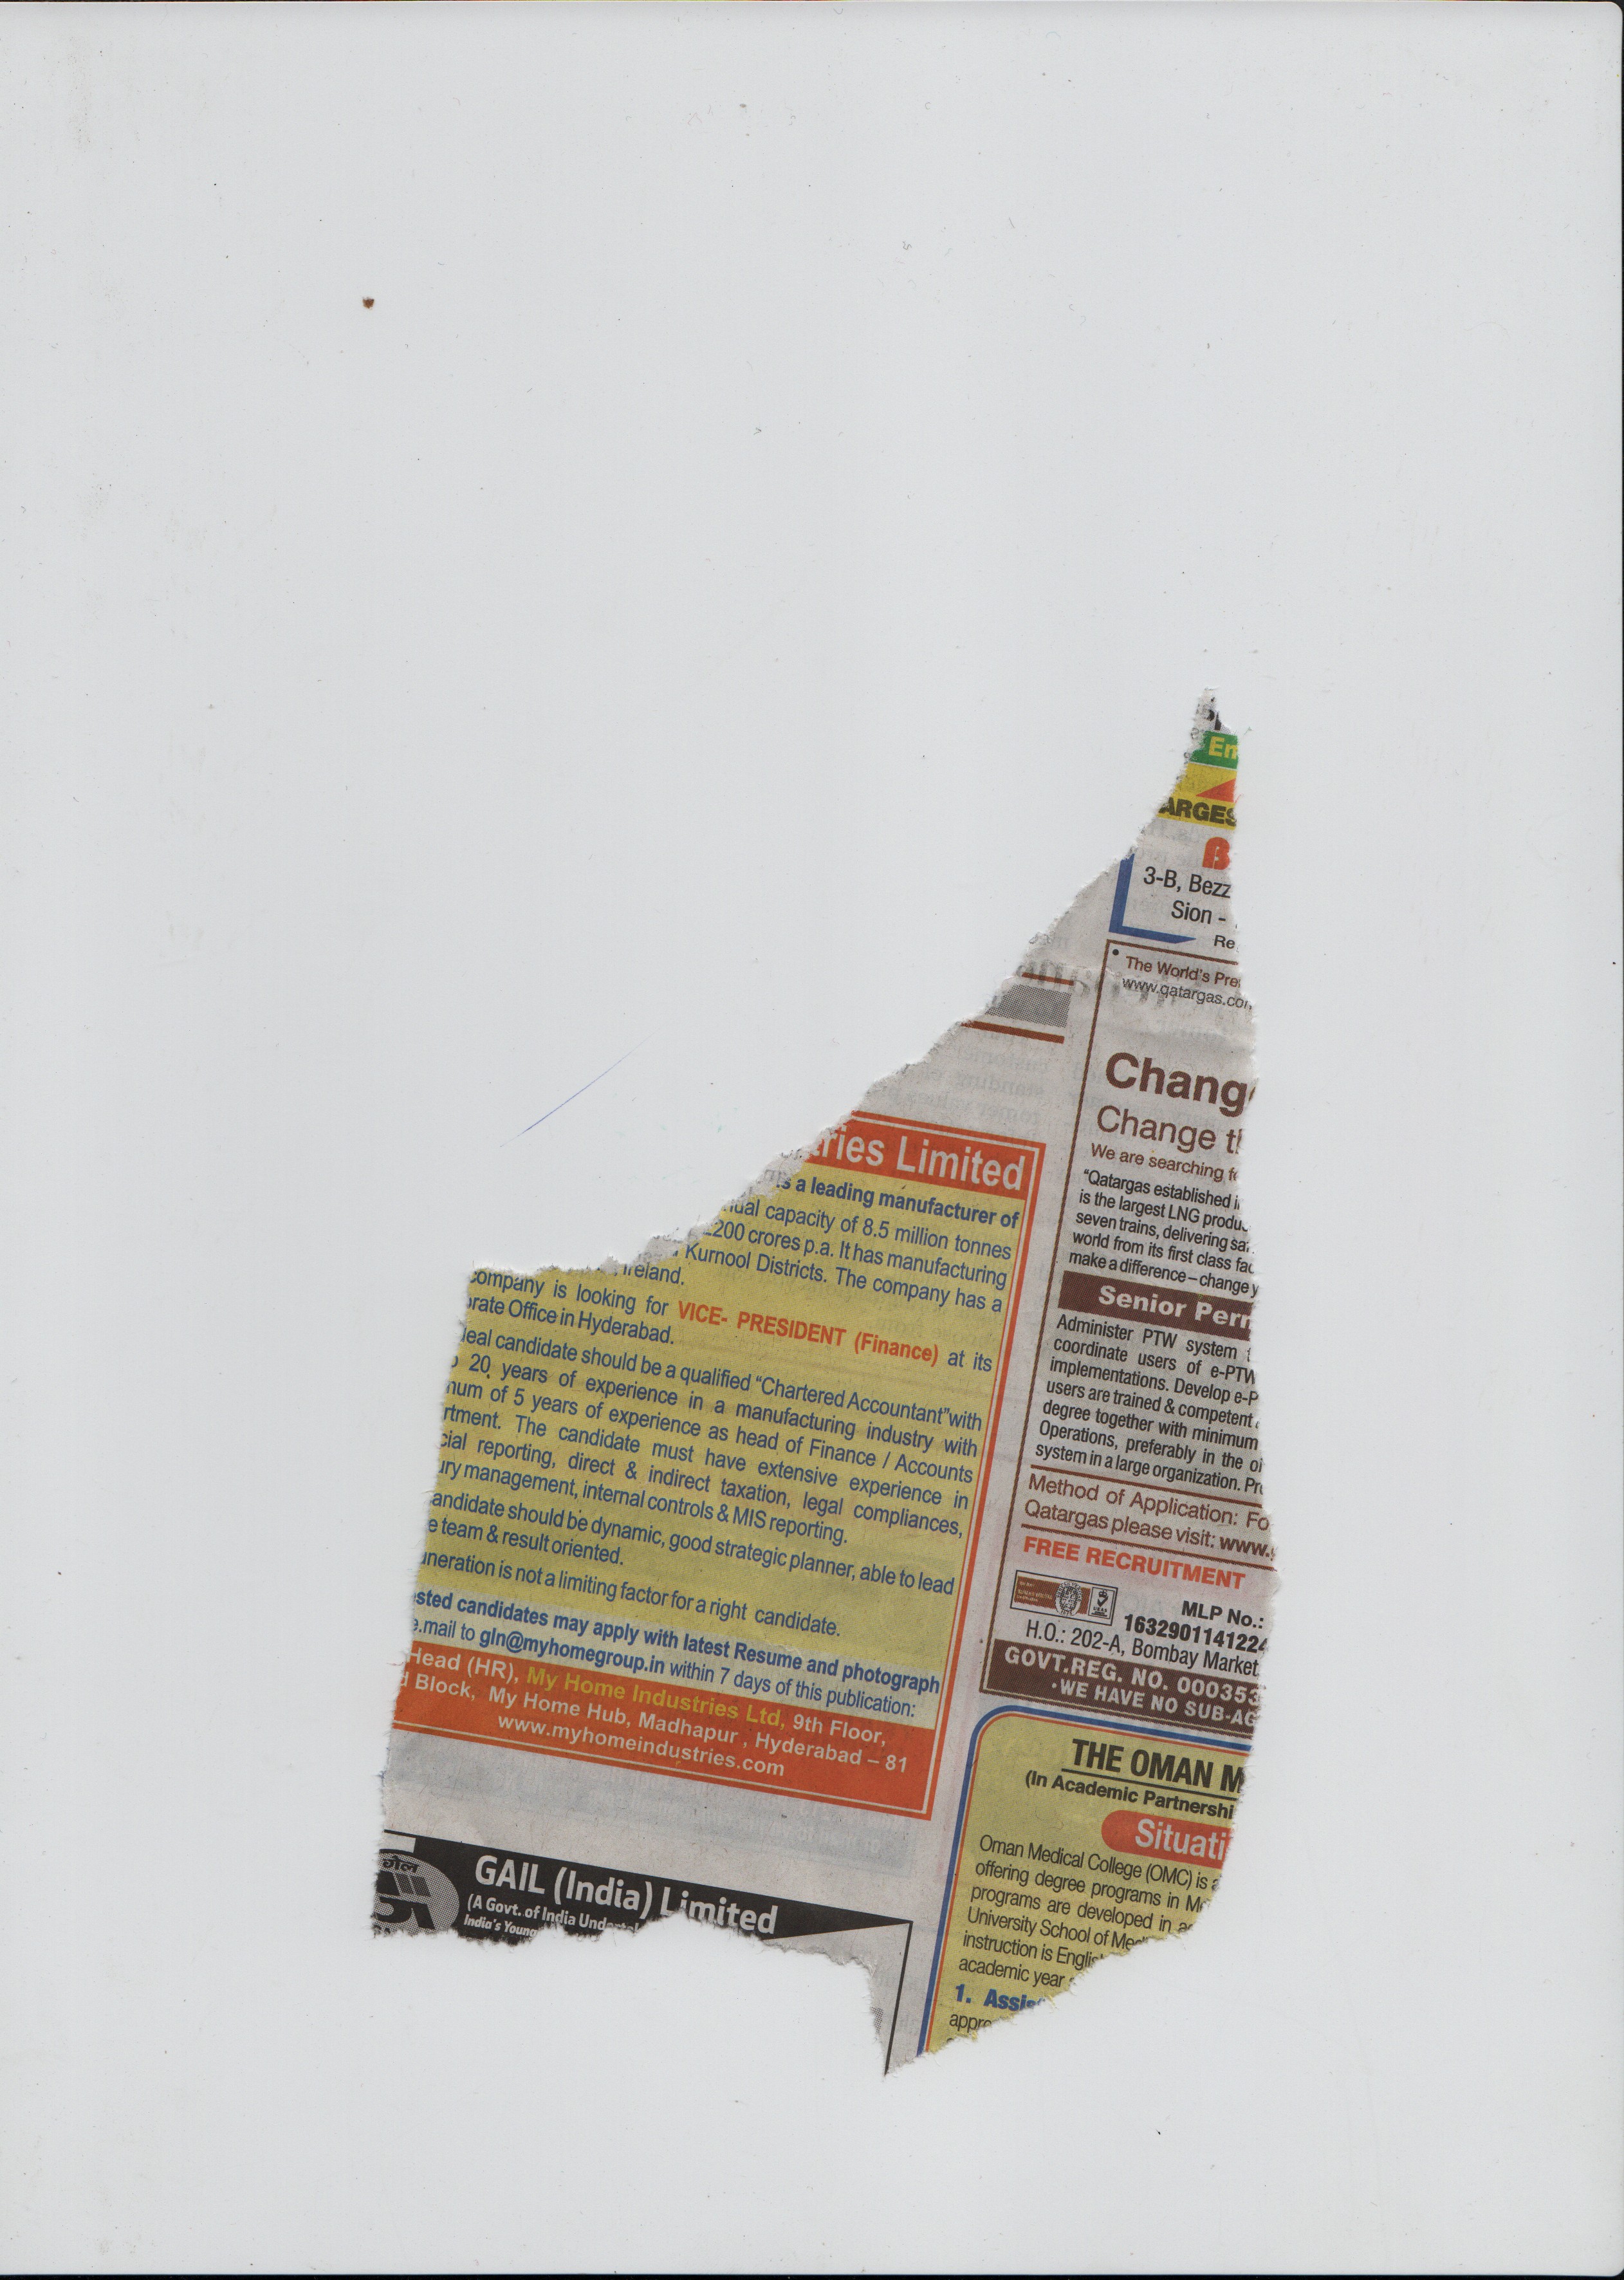 ries Limited
is a leading manufacturer of
capacity of 8.5 million tonnes
200 crores p.a. It has manufacturing
Kurnool Districts. The company has a
Ireland.
company is looking for VICE- PRESIDENT (Finance) at its
orate Office in Hyderabad.
deal candidate should be a qualified "Chartered Accountant" with
20 years of experience in a manufacturing industry with
num of 5 years of experience as head of Finance / Accounts
rtment. The candidate must have extensive experience in
cial reporting, direct & indirect taxation, legal compliances,
ury management, internal controls & MIS reporting.
andidate should be dynamic, good strategic planner, able to lead
e team & result oriented.
uneration is not a limiting factor for a right candidate.
ested candidates may apply with latest Resume and photograph
e.mail to gln@myhomegroup.in within 7 days of this publication:
Head (HR), My Home Industries Ltd, 9th Floor,
d Block, My Home Hub, Madhapur , Hyderabad – 81
www.myhomeindustries.com
गेल
GAIL (India) Limited
(A Govt. of India
India's Young
En
ARGES
B
3-B, Bezz
Sion -
Re
The World's Pre
www.qatargas.com
Chang
Change th
We are searching fo
"Qatargas established i
is the largest LNG produc
seven trains, delivering sa
world from its first class fac
make a difference – change y
Senior Perm
Administer PTW system
coordinate users of e-PTW
implementations. Develop e-P
users are trained & competent
degree together with minimum
Operations, preferably in the oi
system in a large organization. Pr
Method of Application: Fo
Qatargas please visit: www.
FREE RECRUITMENT
MLP No.:
1632901141224
H.O.: 202-A, Bombay Market
GOVT.REG. NO. 000353
•WE HAVE NO SUB-AG
THE OMAN M
(In Academic Partnershi
Situati
Oman Medical College (OMC) is a
offering degree programs in Me
programs are developed in ac
University School of Med
instruction is Englis
academic year
1. Assis
appro